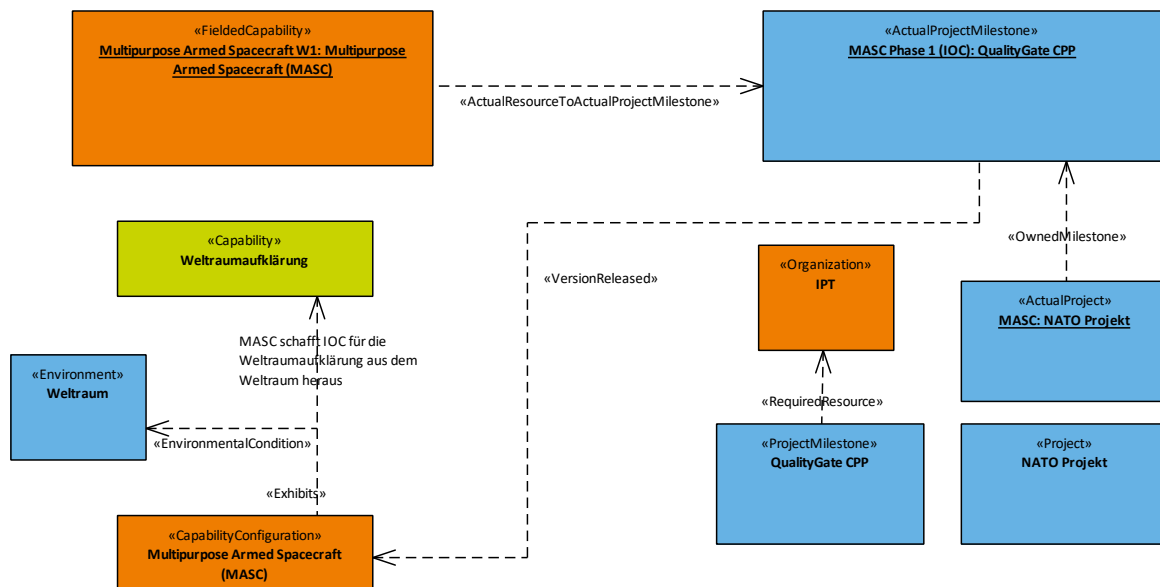 «FieldedCapability»
Multipurpose Armed Spacecraft W1: Multipurpose
Armed Spacecraft (MASC)
«ActualProjectMilestone»
MASC Phase 1 (IOC): QualityGate CPP
«ActualResourceToActualProjectMilestone»
«Capability»
Weltraumaufklärung
«OwnedMilestone»
«Organization»
IPT
«VersionReleased»
«ActualProject»
MASC: NATO Projekt
MASC schafft IOC für die
Weltraumaufklärung aus dem
Weltraum heraus
«Environment»
Weltraum
«RequiredResource»
«EnvironmentalCondition»
«ProjectMilestone»
QualityGate CPP
«Project»
NATO Projekt
«Exhibits»
«CapabilityConfiguration»
Multipurpose Armed Spacecraft
(MASC)